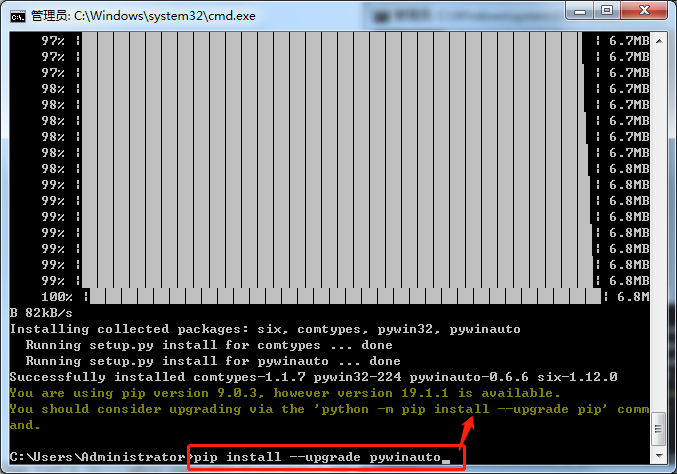 管理员: C:\Windows\system32\cmd.exe
97% 6.7MB
97% 6.7MB
97% 6.7MB
98% 6.7MB
98% 6.7MB
98% 6.7MB
98% 6.7MB
98% 6.7MB
98% 6.8MB
98% 6.8MB
99% 6.8MB
99% 6.8MB
99% 6.8MB
99% 6.8MB
99% 6.8MB
99% 6.8MB
100% 6.8M
B 82kB/s
Installing collected packages: six, comtypes, pywin32, pywinauto
Running setup.py install for comtypes ... done
Running setup.py install for pywinauto ... done
Successfully installed comtypes-1.1.7 pywin32-224 pywinauto-0.6.6 six-1.12.0
You are using pip version 9.0.3, however version 19.1.1 is available.
You should consider upgrading via the 'python -m pip install --upgrade pip' comm
and.
C:\Users\Administrator>pip install --upgrade pywinauto_